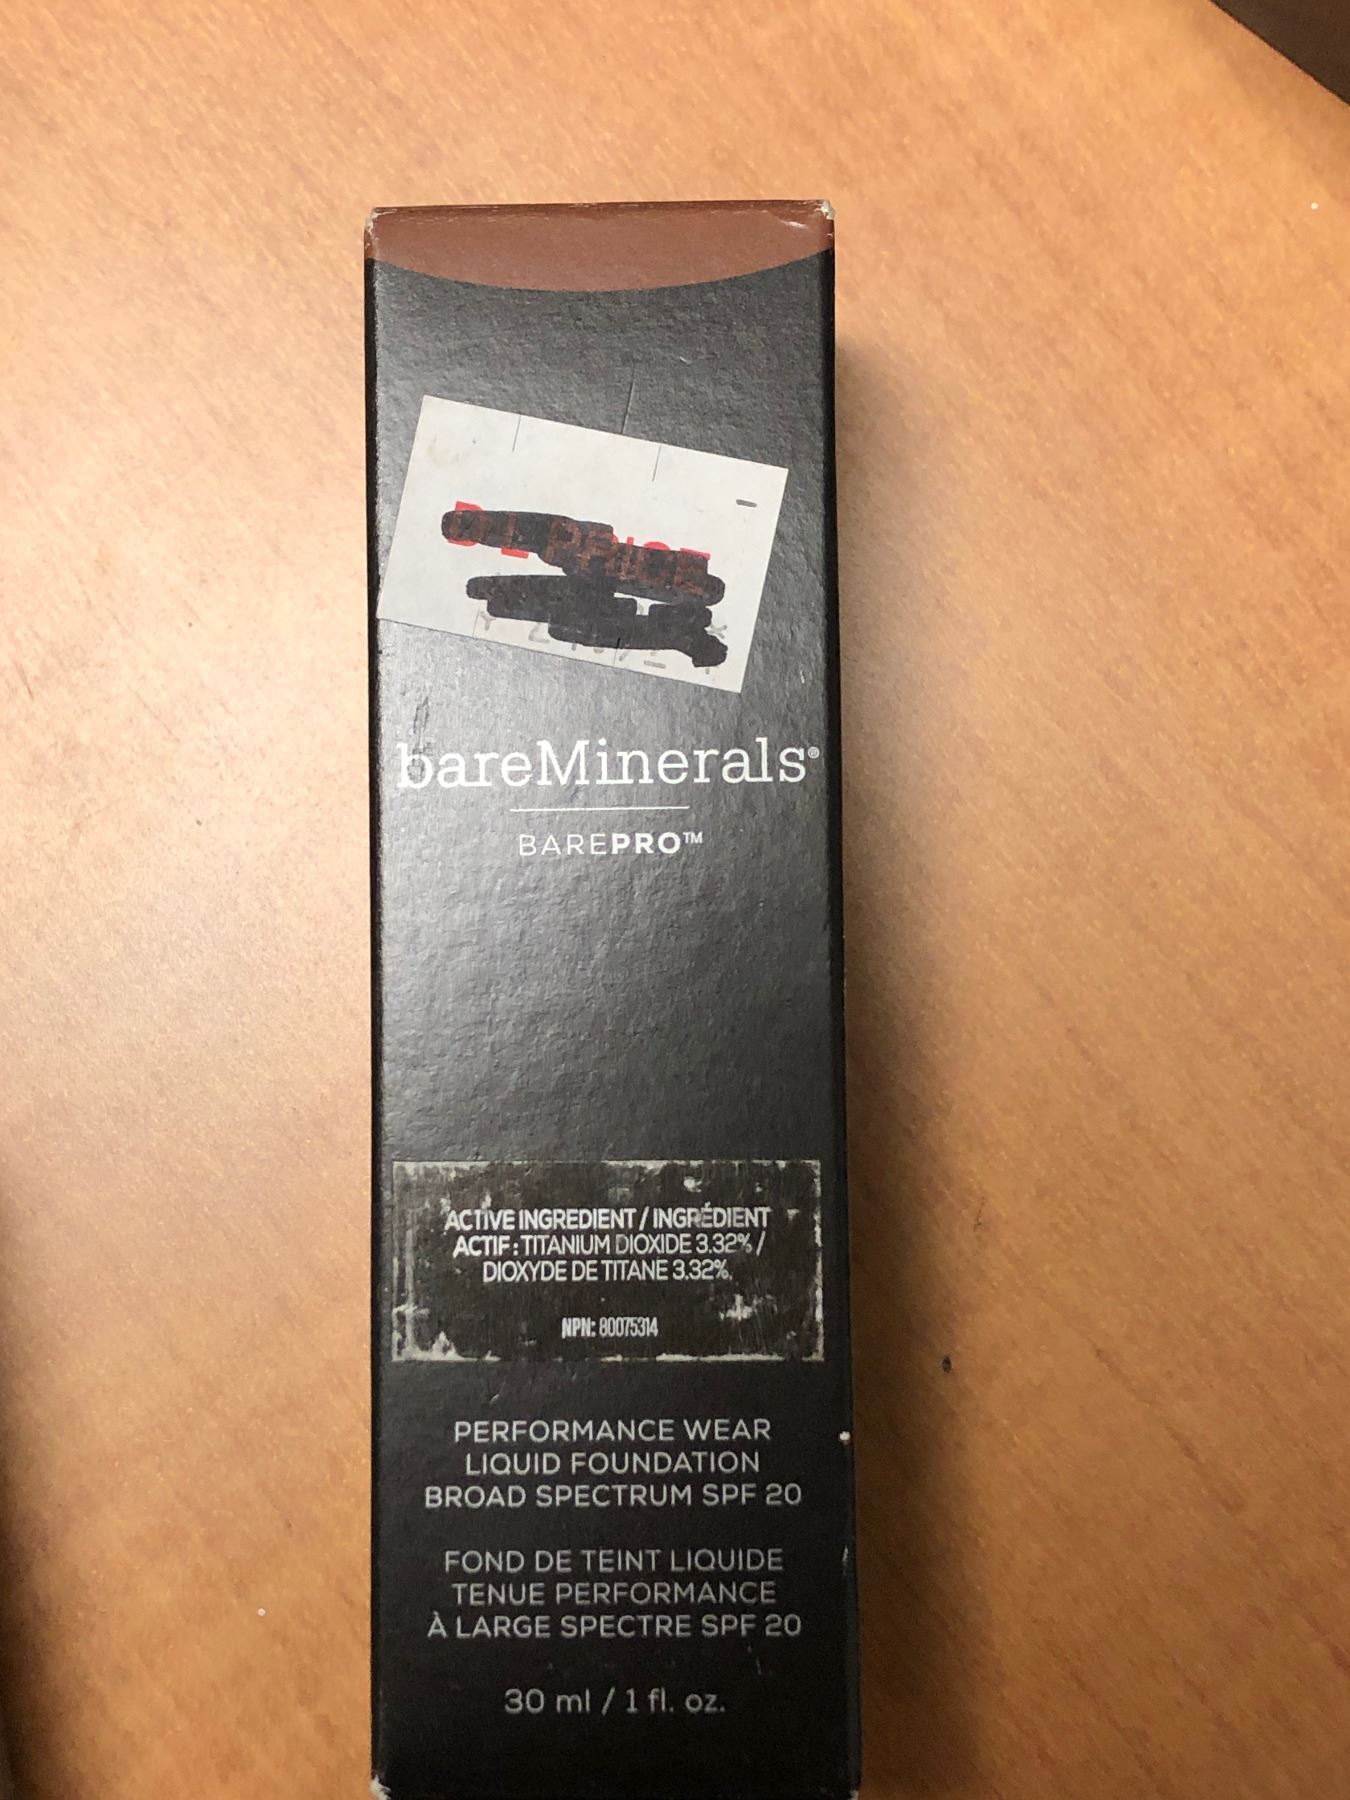 bareMinerals®
BAREPRO™
ACTIVE INGREDIENT / INGRÉDIENT
ACTIF : TITANIUM DIOXIDE 3.32% /
DIOXYDE DE TITANE 3.32%.
NPN: 80075314
PERFORMANCE WEAR
LIQUID FOUNDATION
BROAD SPECTRUM SPF 20
FOND DE TEINT LIQUIDE
TENUE PERFORMANCE
À LARGE SPECTRE SPF 20
30 ml / 1 fl. oz.